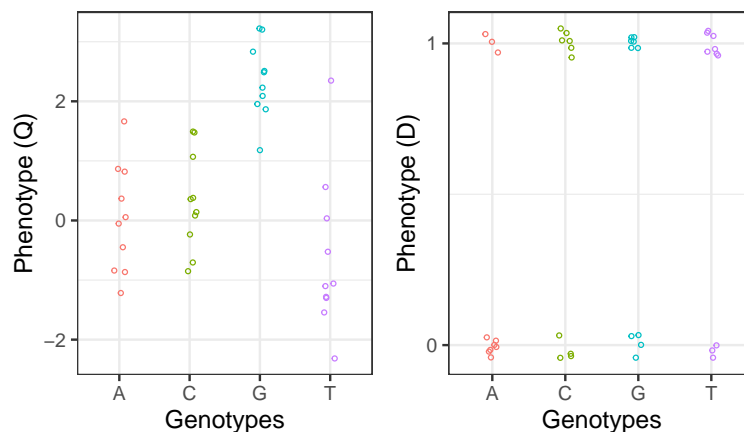 Phenotype (Q)
2
0
−2
A C G T
Genotypes
Phenotype (D)
1
0
A C G T
Genotypes